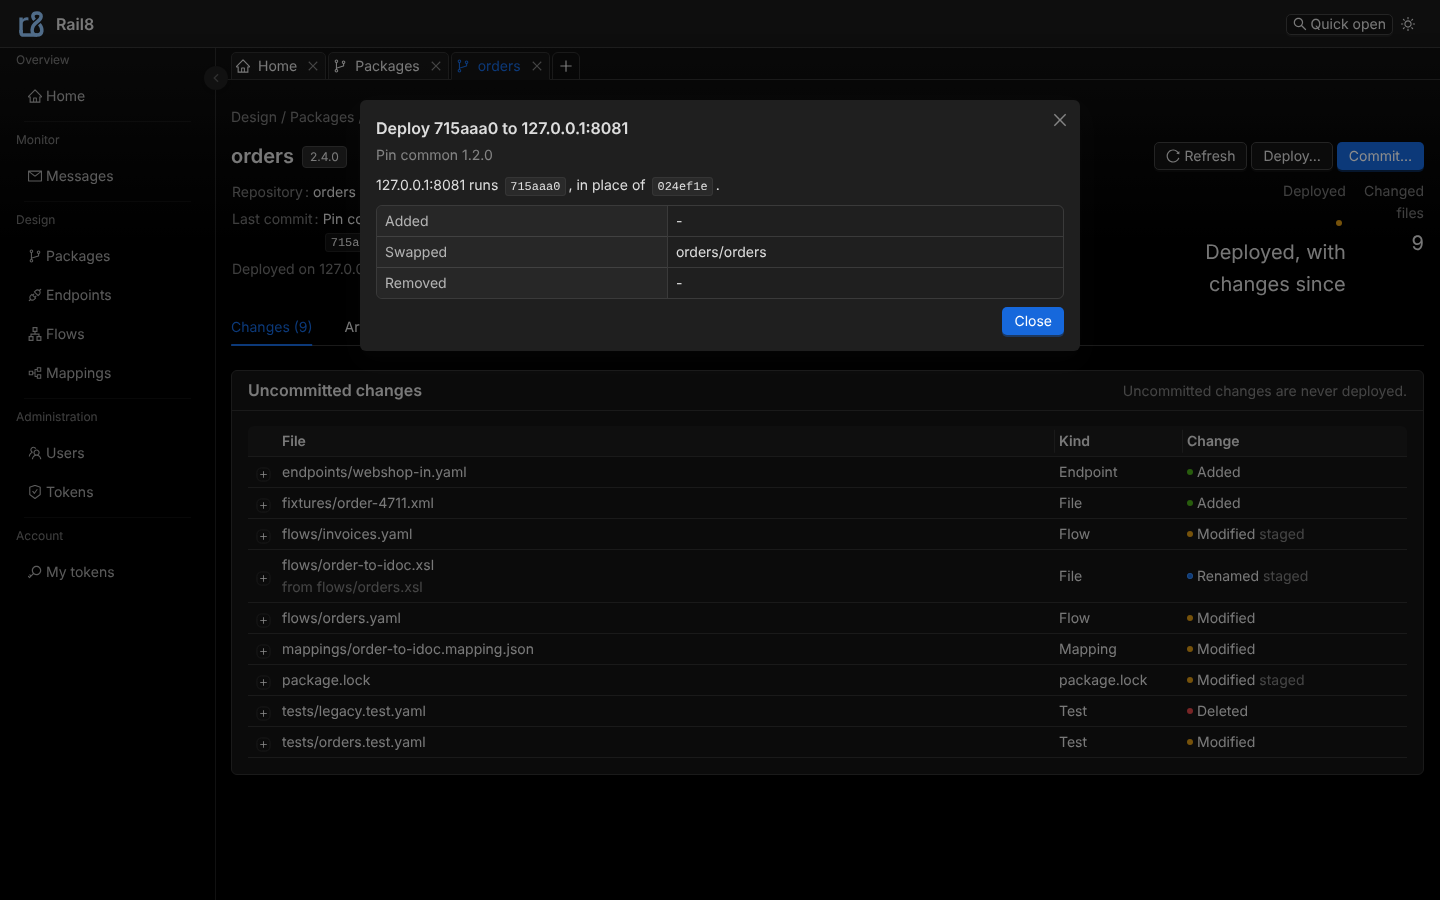 Rail8
Quick open
Overview
Home
Monitor
Messages
Design
Packages
Endpoints
Flows
Mappings
Administration
Users
Tokens
Account
My tokens
Home
Packages
orders
Design / Packages /
orders 2.4.0
Refresh
Deploy...
Commit...
Repository : orders
Last commit : Pin co
715aa
Deployed on 127.0.0
Deployed
Deployed, with
changes since
Changed
files
9
Deploy 715aaa0 to 127.0.0.1:8081
Pin common 1.2.0
127.0.0.1:8081 runs 715aaa0 , in place of 024ef1e .
Added -
Swapped orders/orders
Removed -
Close
Changes (9) Ar
Uncommitted changes Uncommitted changes are never deployed.
File Kind Change
endpoints/webshop-in.yaml Endpoint Added
fixtures/order-4711.xml File Added
flows/invoices.yaml Flow Modified staged
flows/order-to-idoc.xsl
from flows/orders.xsl File Renamed staged
flows/orders.yaml Flow Modified
mappings/order-to-idoc.mapping.json Mapping Modified
package.lock package.lock Modified staged
tests/legacy.test.yaml Test Deleted
tests/orders.test.yaml Test Modified